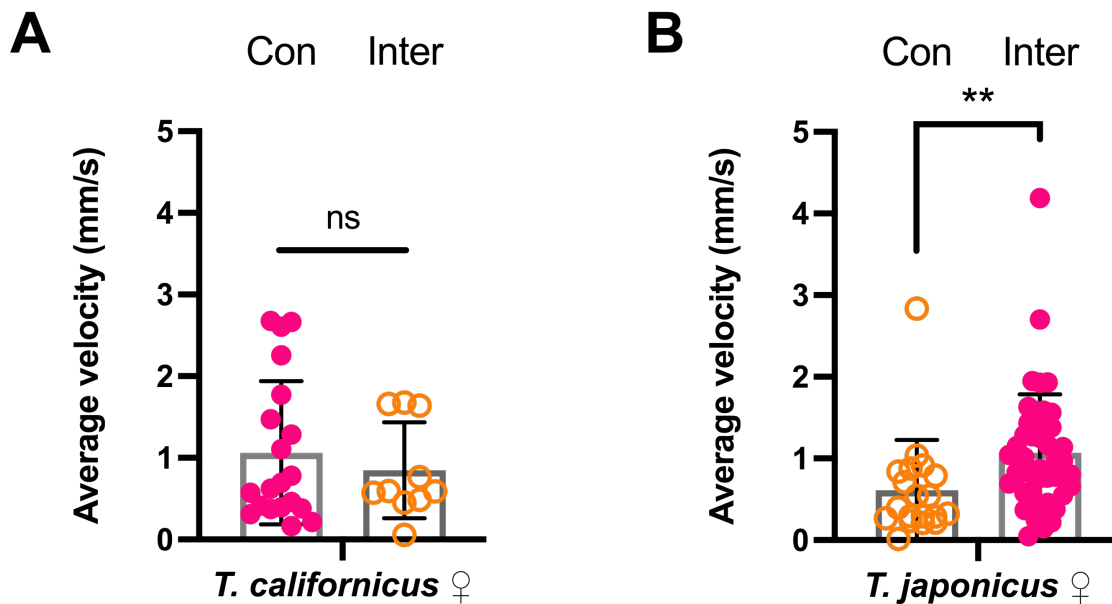 A
Con Inter
Average velocity (mm/s)
5
4
3
2
1
0
ns
T. californicus ♀
B
Con Inter
**
Average velocity (mm/s)
5
4
3
2
1
0
T. japonicus ♀